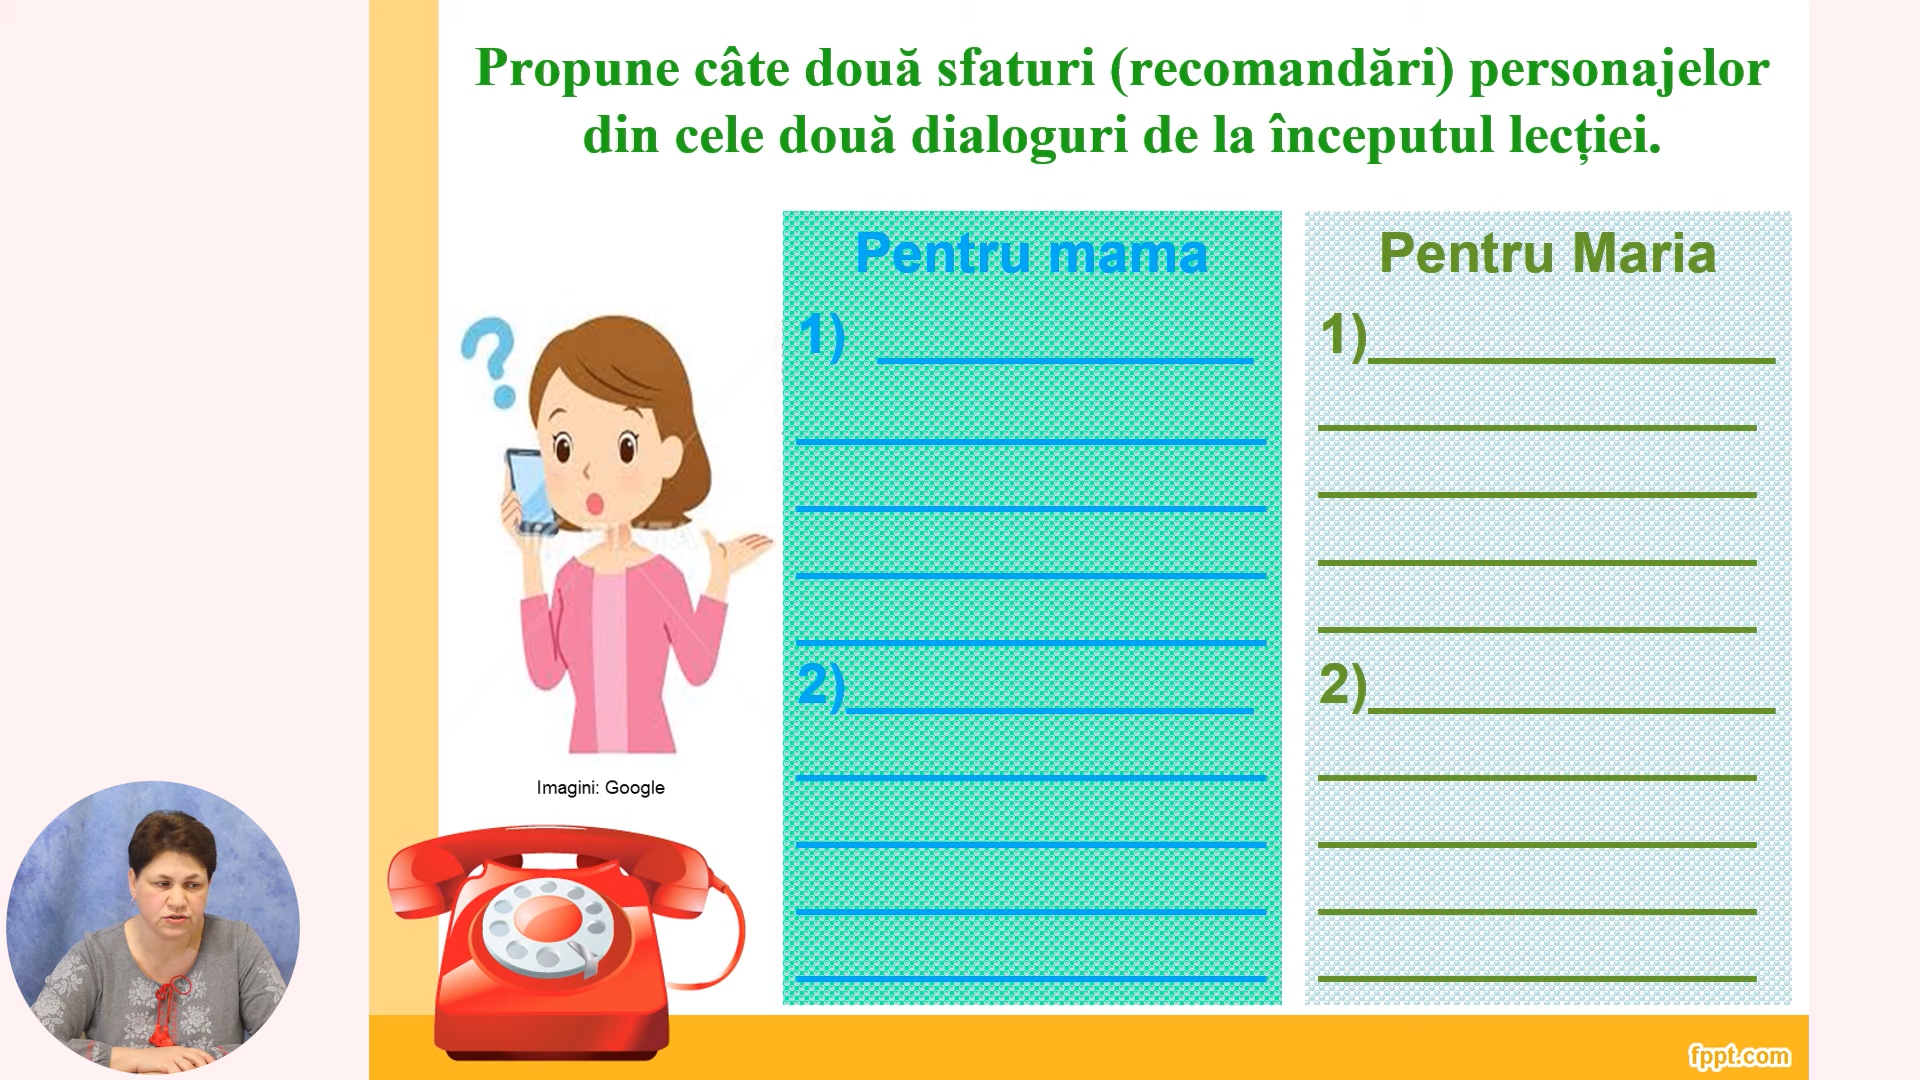 Propune câte două sfaturi (recomandări) personajelor
din cele două dialoguri de la începutul lecției.
Pentru mama
1)
2)
Pentru Maria
1)
2)
Imagini: Google
fppt.com